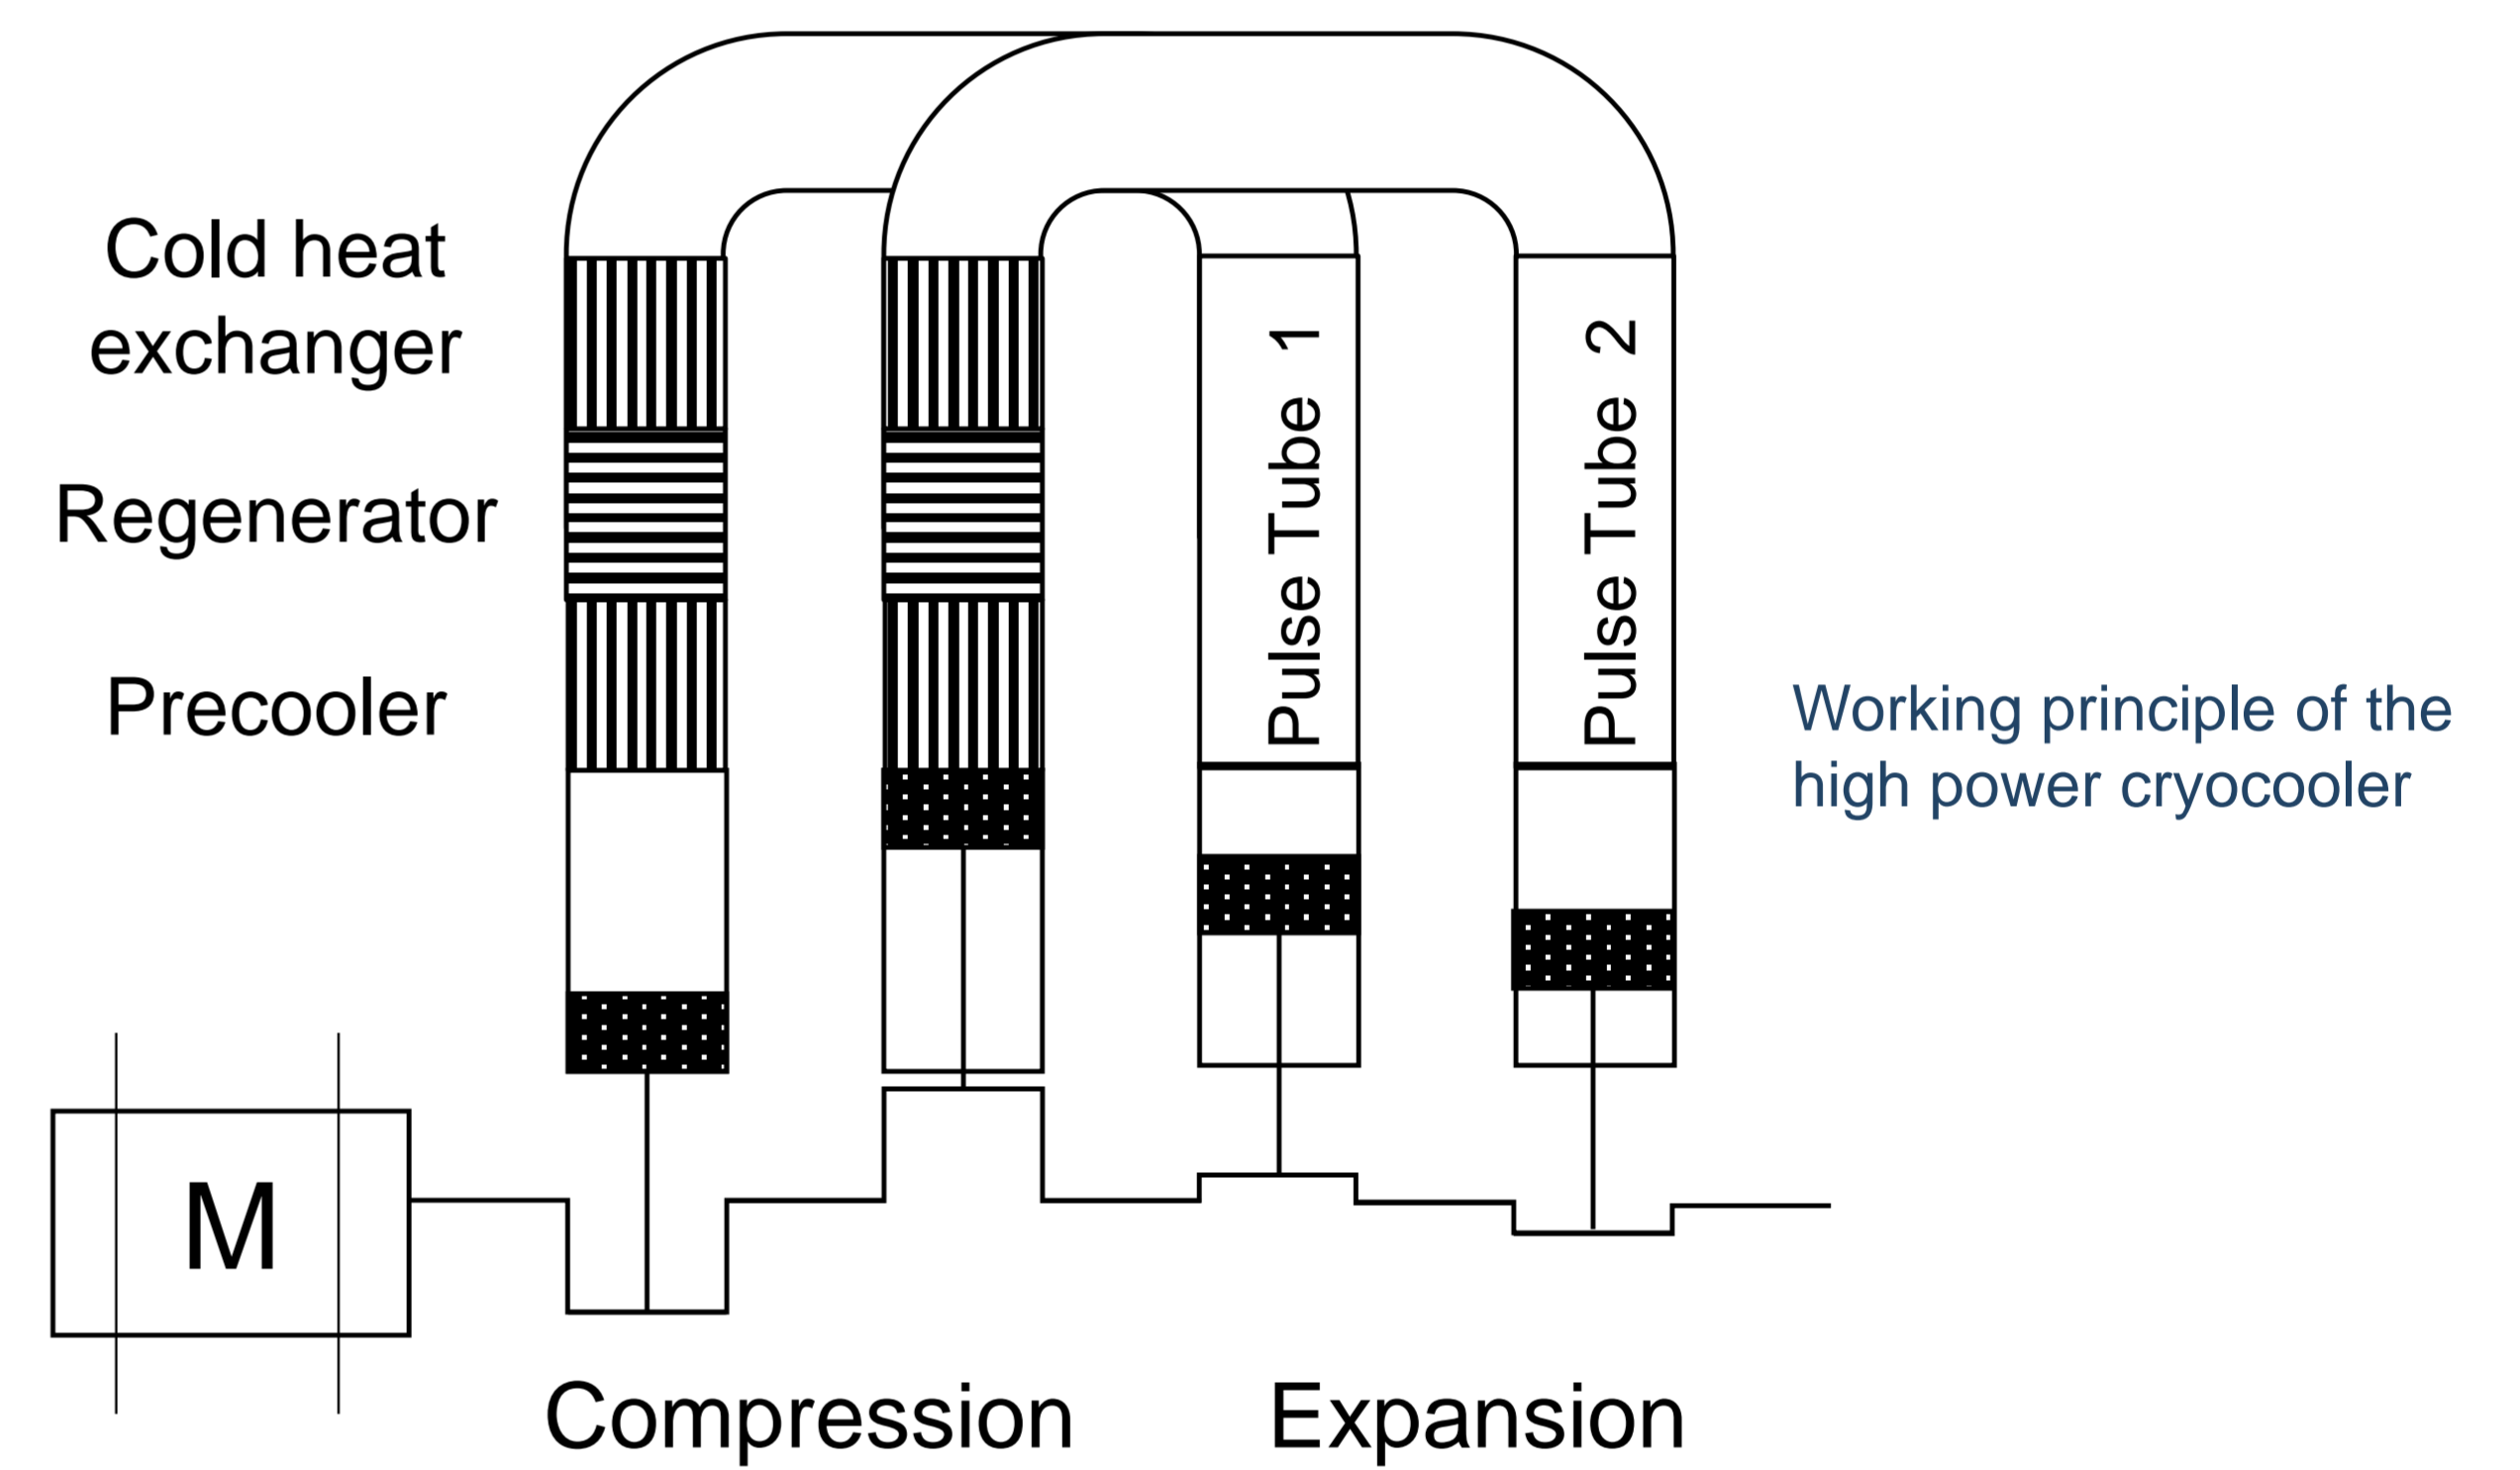 Cold heat
exchanger
Regenerator
Precooler
Pulse Tube 1
Pulse Tube 2
Working principle of the
high power cryocooler
M
Compression
Expansion